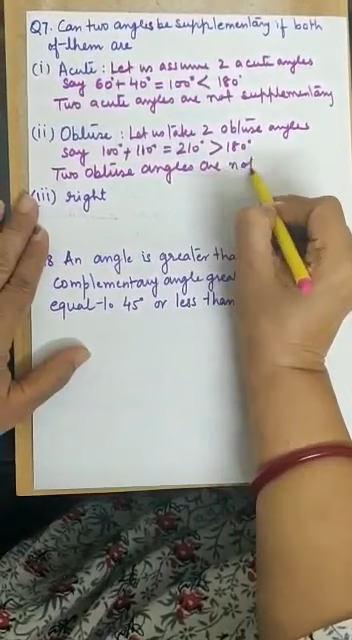 Q7. Can two angles be supplementary if both
of them are
(i) Acute: Let us assume 2 acute angles
say 60° + 40° = 100° < 180°
Two acute angles are not supplementary
(ii) Obtuse: Let us take 2 obtuse angles
say 100° + 110° = 210° > 180°
Two obtuse angles are not
(iii) right
8 An angle is greater tha
complementary angle grea
equal to 45° or less than